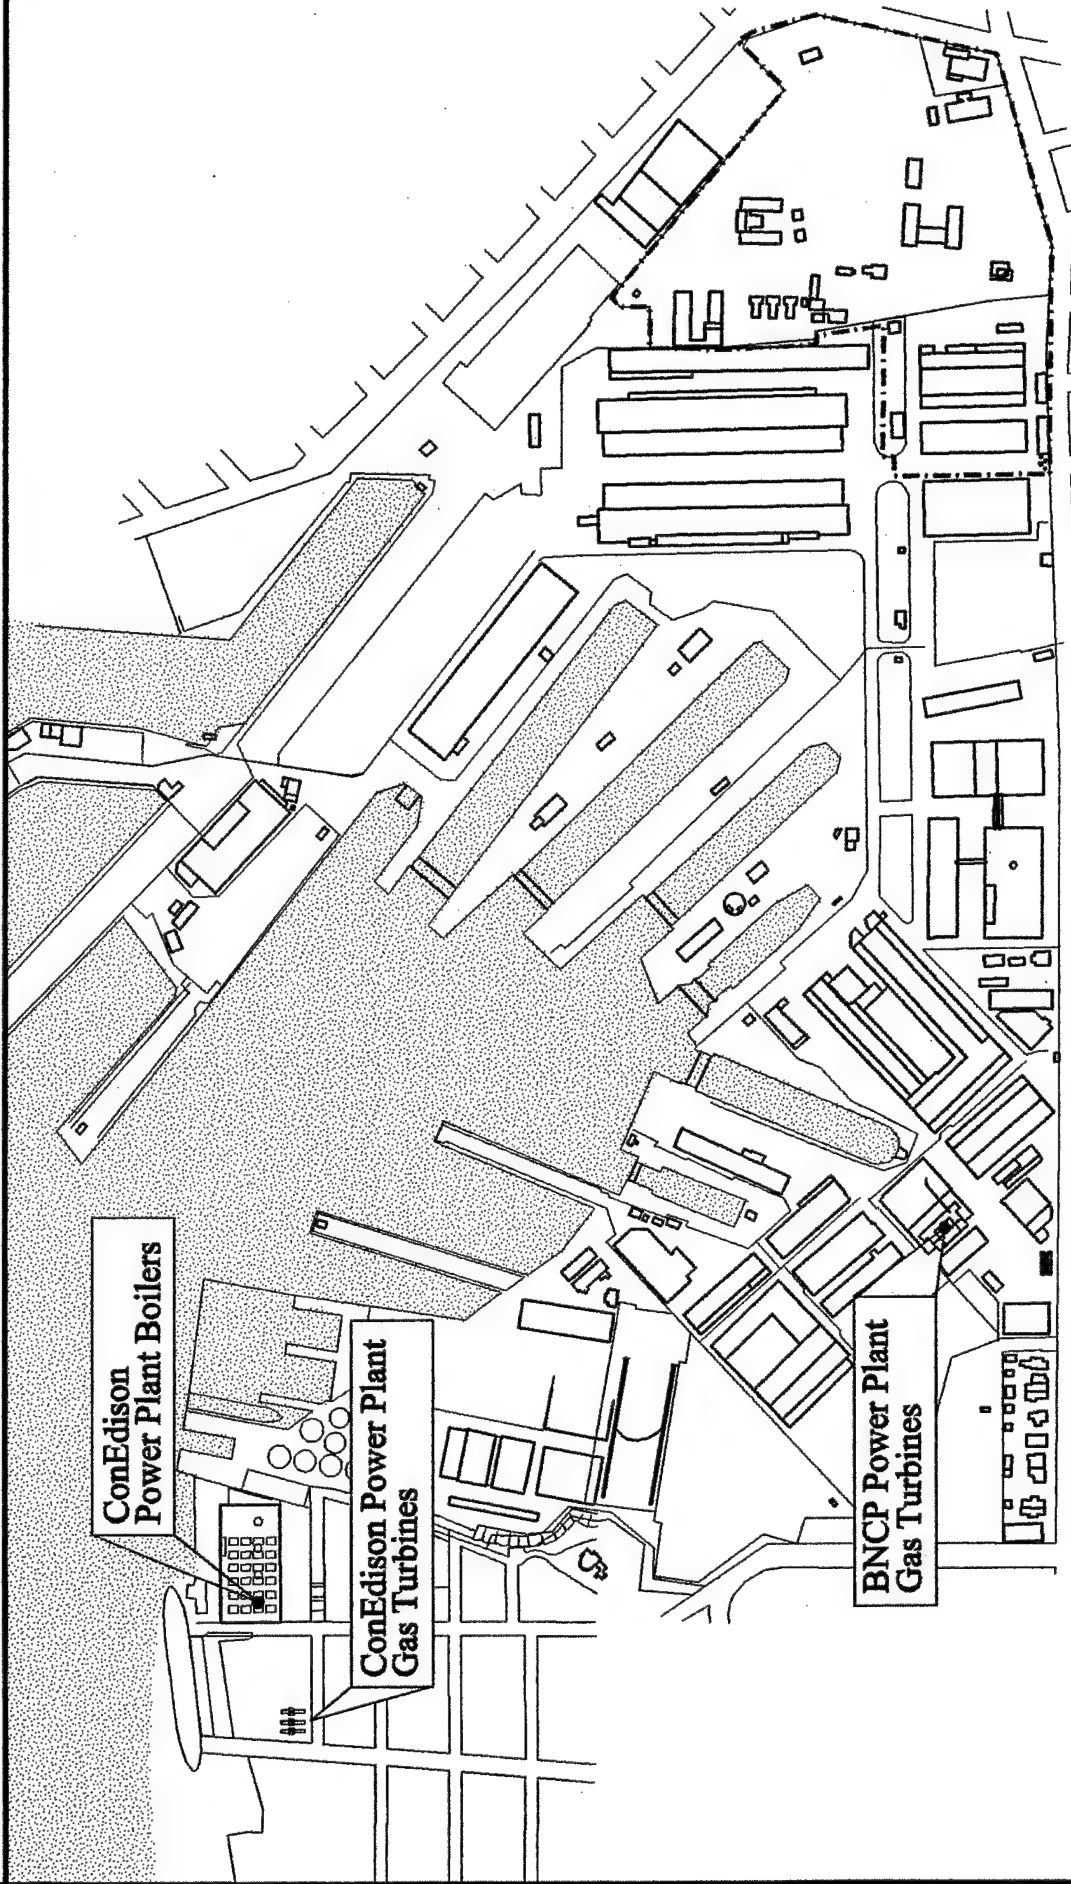 ConEdison
Power Plant Boilers
ConEdison Power Plant
Gas Turbines
BNCP Power Plant
Gas Turbines